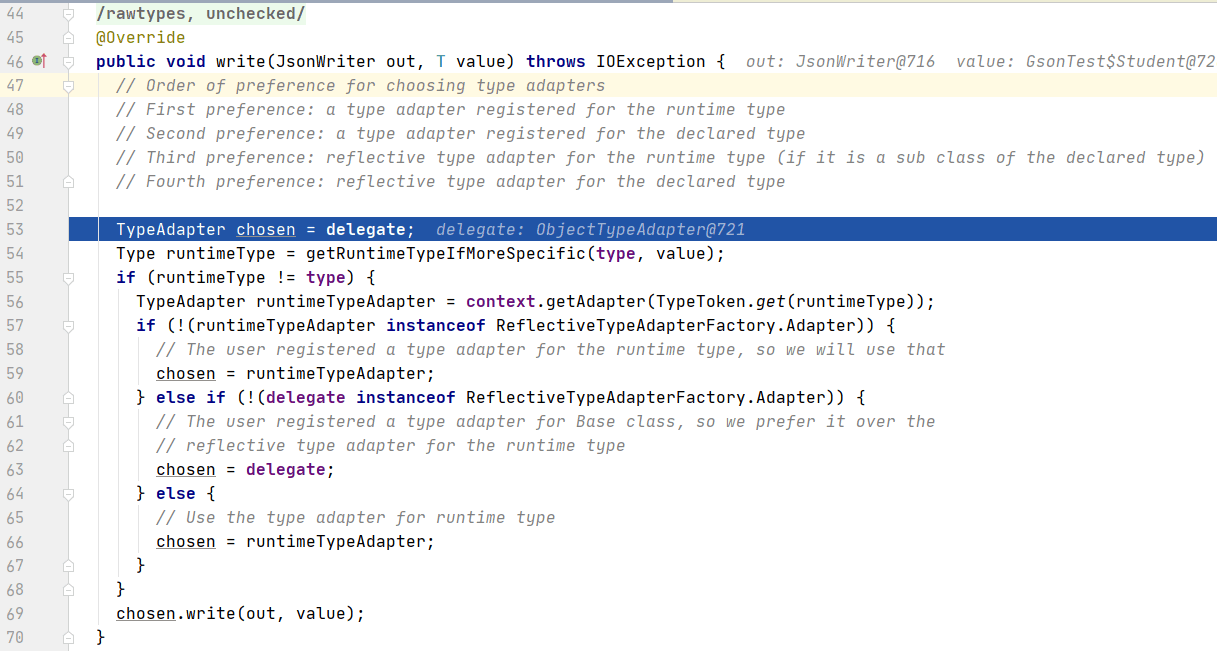 44 /rawtypes, unchecked/
45 @Override
46 public void write(JsonWriter out, T value) throws IOException { out: JsonWriter@716 value: GsonTest$Student@72
47 // Order of preference for choosing type adapters
48 // First preference: a type adapter registered for the runtime type
49 // Second preference: a type adapter registered for the declared type
50 // Third preference: reflective type adapter for the runtime type (if it is a sub class of the declared type)
51 // Fourth preference: reflective type adapter for the declared type
52
53 TypeAdapter chosen = delegate; delegate: ObjectTypeAdapter@721
54 Type runtimeType = getRuntimeTypeIfMoreSpecific(type, value);
55 if (runtimeType != type) {
56 TypeAdapter runtimeTypeAdapter = context.getAdapter(TypeToken.get(runtimeType));
57 if (!(runtimeTypeAdapter instanceof ReflectiveTypeAdapterFactory.Adapter)) {
58 // The user registered a type adapter for the runtime type, so we will use that
59 chosen = runtimeTypeAdapter;
60 } else if (!(delegate instanceof ReflectiveTypeAdapterFactory.Adapter)) {
61 // The user registered a type adapter for Base class, so we prefer it over the
62 // reflective type adapter for the runtime type
63 chosen = delegate;
64 } else {
65 // Use the type adapter for runtime type
66 chosen = runtimeTypeAdapter;
67 }
68 }
69 chosen.write(out, value);
70 }